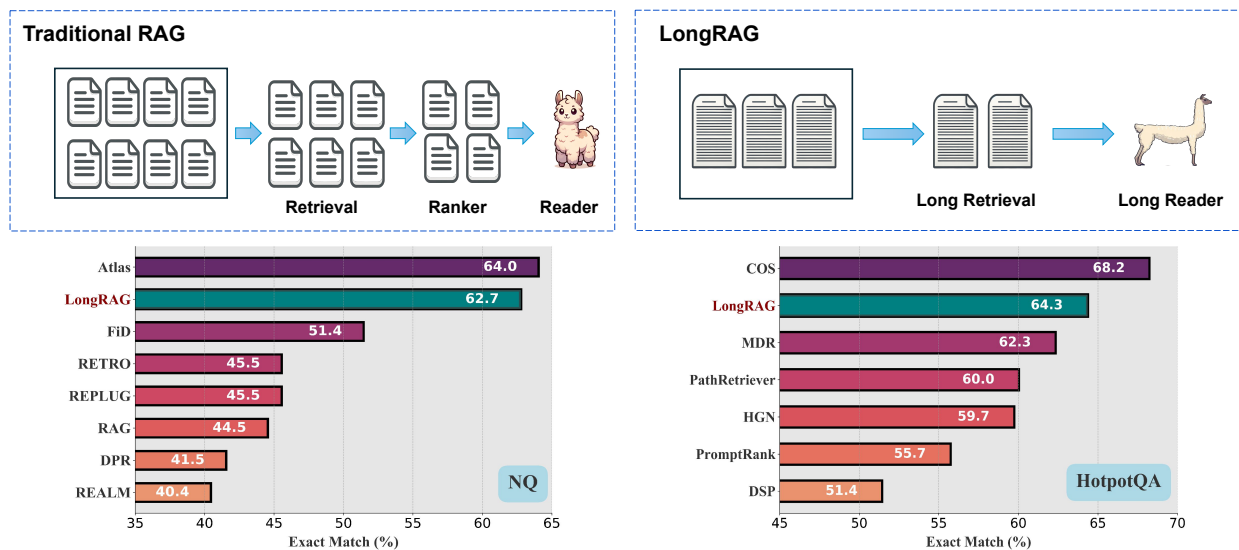 Traditional RAG
Retrieval
Ranker
Reader
LongRAG
Long Retrieval
Long Reader
Atlas 64.0
LongRAG 62.7
FiD 51.4
RETRO 45.5
REPLUG 45.5
RAG 44.5
DPR 41.5
REALM 40.4
NQ
35 40 45 50 55 60 65
Exact Match (%)
COS 68.2
LongRAG 64.3
MDR 62.3
PathRetriever 60.0
HGN 59.7
PromptRank 55.7
DSP 51.4
HotpotQA
45 50 55 60 65 70
Exact Match (%)